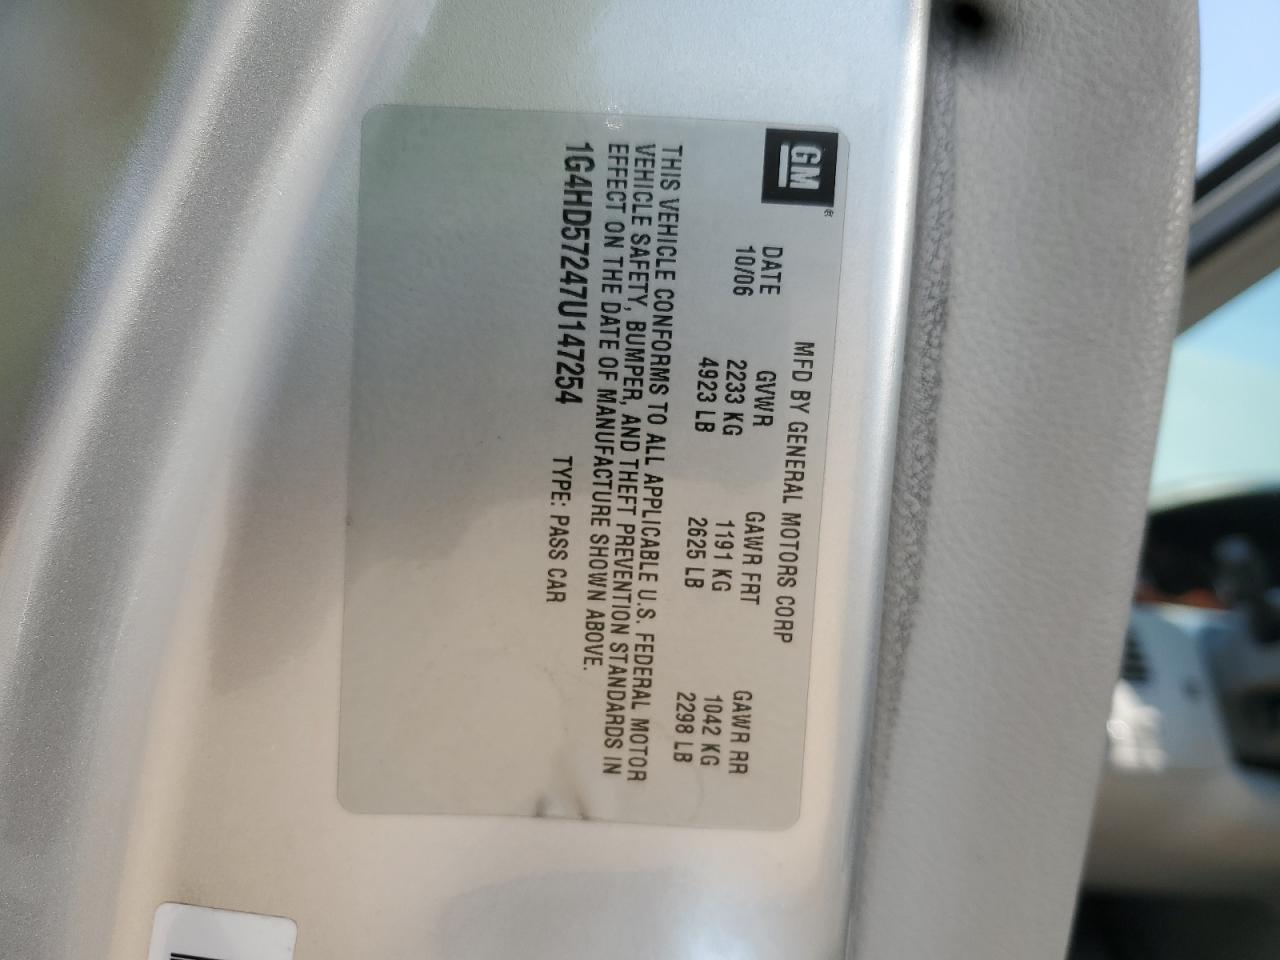 GM
MFD BY GENERAL MOTORS CORP
DATE GVWR GAWR FRT GAWR RR
10/06 2233 KG 1191 KG 1042 KG
4923 LB 2625 LB 2298 LB
THIS VEHICLE CONFORMS TO ALL APPLICABLE U.S. FEDERAL MOTOR
VEHICLE SAFETY, BUMPER, AND THEFT PREVENTION STANDARDS IN
EFFECT ON THE DATE OF MANUFACTURE SHOWN ABOVE.
1G4HD57247U147254 TYPE: PASS CAR